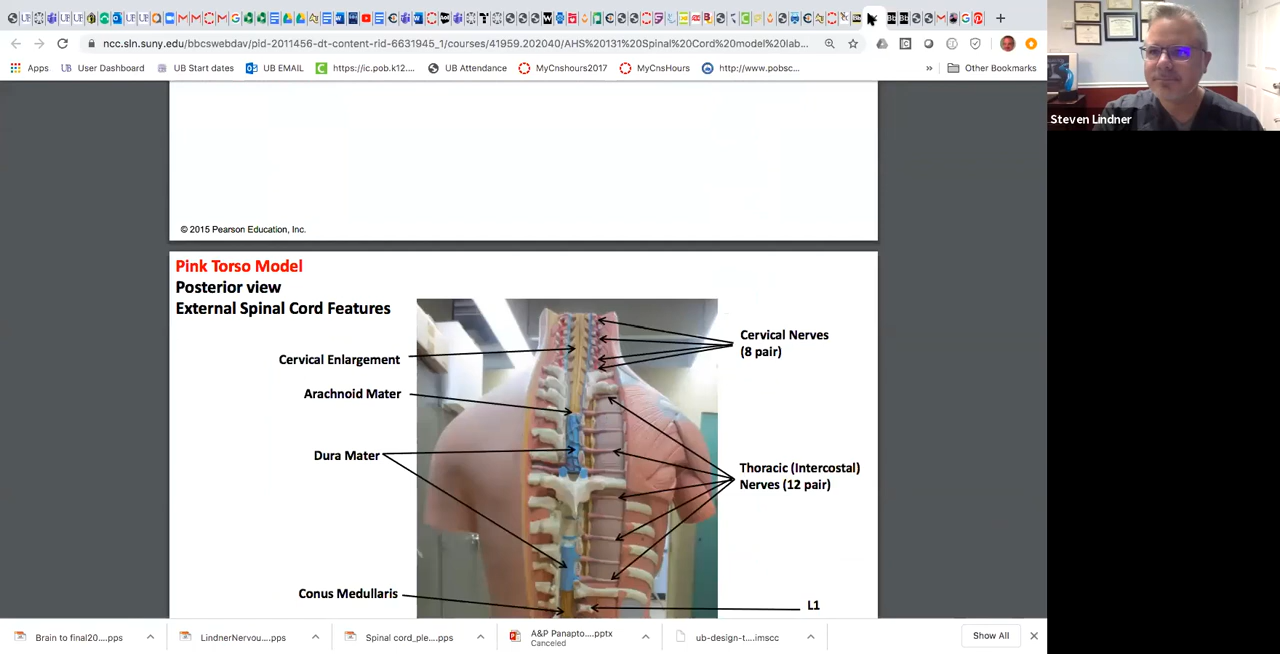 ncc.sln.suny.edu/bbcswebdav/pid-2011456-dt-content-rid-6631945_1/courses/41959.202040/AHS%20131%20Spinal%20Cord%20model%20lab...
Apps
User Dashboard
UB Start dates
UB EMAIL
https://ic.pob.k12....
UB Attendance
MyCnshours2017
MyCnsHours
http://www.pobsc...
»
Other Bookmarks
Steven Lindner
© 2015 Pearson Education, Inc.
Pink Torso Model
Posterior view
External Spinal Cord Features
Cervical Nerves
(8 pair)
Cervical Enlargement
Arachnoid Mater
Dura Mater
Thoracic (Intercostal)
Nerves (12 pair)
Conus Medullaris
L1
Brain to final20....pps
LindnerNervou....pps
Spinal cord_ple....pps
A&P Panapto....pptx
Canceled
ub-design-t....imscc
Show All